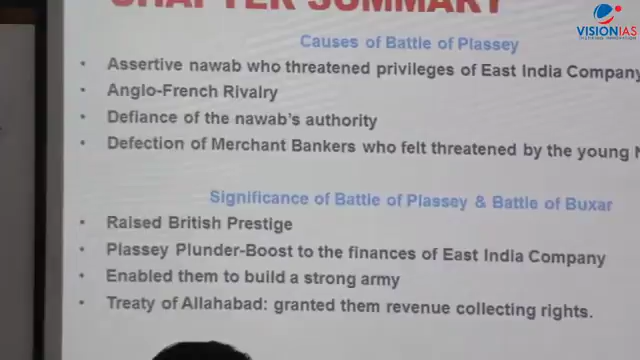 CHAPTER SUMMARY
VISIONIAS
Causes of Battle of Plassey
• Assertive nawab who threatened privileges of East India Company
• Anglo-French Rivalry
• Defiance of the nawab's authority
• Defection of Merchant Bankers who felt threatened by the young
Significance of Battle of Plassey & Battle of Buxar
• Raised British Prestige
• Plassey Plunder-Boost to the finances of East India Company
• Enabled them to build a strong army
• Treaty of Allahabad: granted them revenue collecting rights.